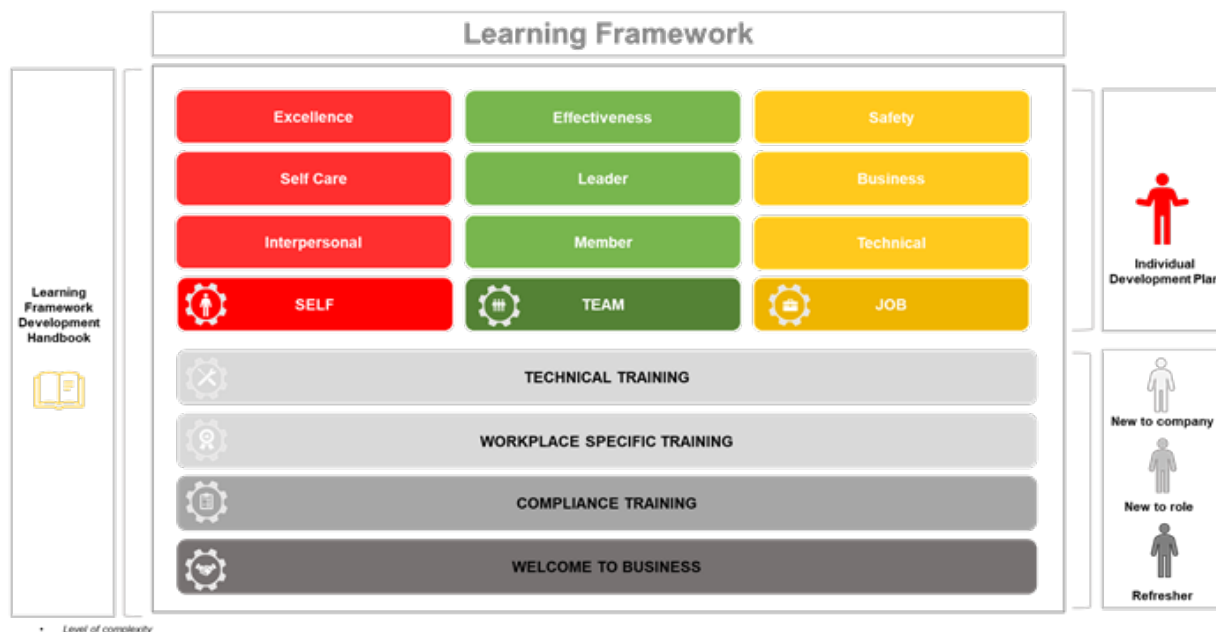 Learning Framework
Learning
Framework
Development
Handbook
Excellence
Effectiveness
Safety
Self Care
Leader
Business
Interpersonal
Member
Technical
SELF
TEAM
JOB
TECHNICAL TRAINING
WORKPLACE SPECIFIC TRAINING
COMPLIANCE TRAINING
WELCOME TO BUSINESS
Individual
Development Plan
New to company
New to role
Refresher
• Level of complexity